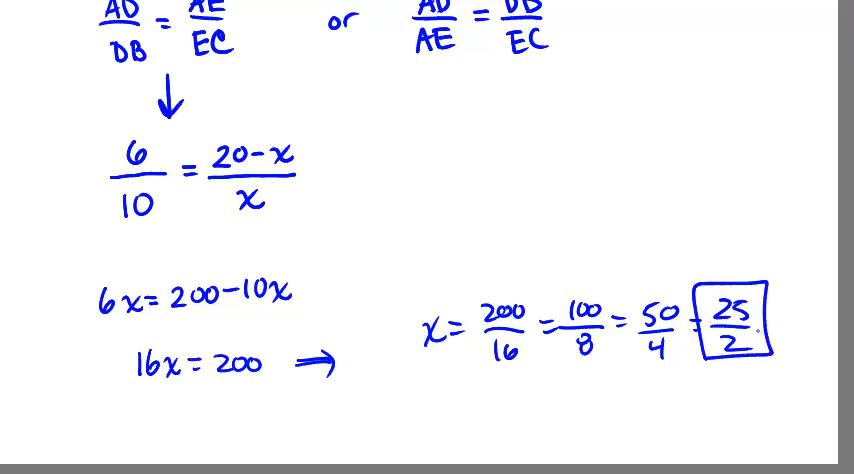 AD/DB = AE/EC or AD/AE = DB/EC
6/10 = 20-x/x
6x = 200-10x
16x = 200 ⇒ x = 200/16 = 100/8 = 50/4 = 25/2